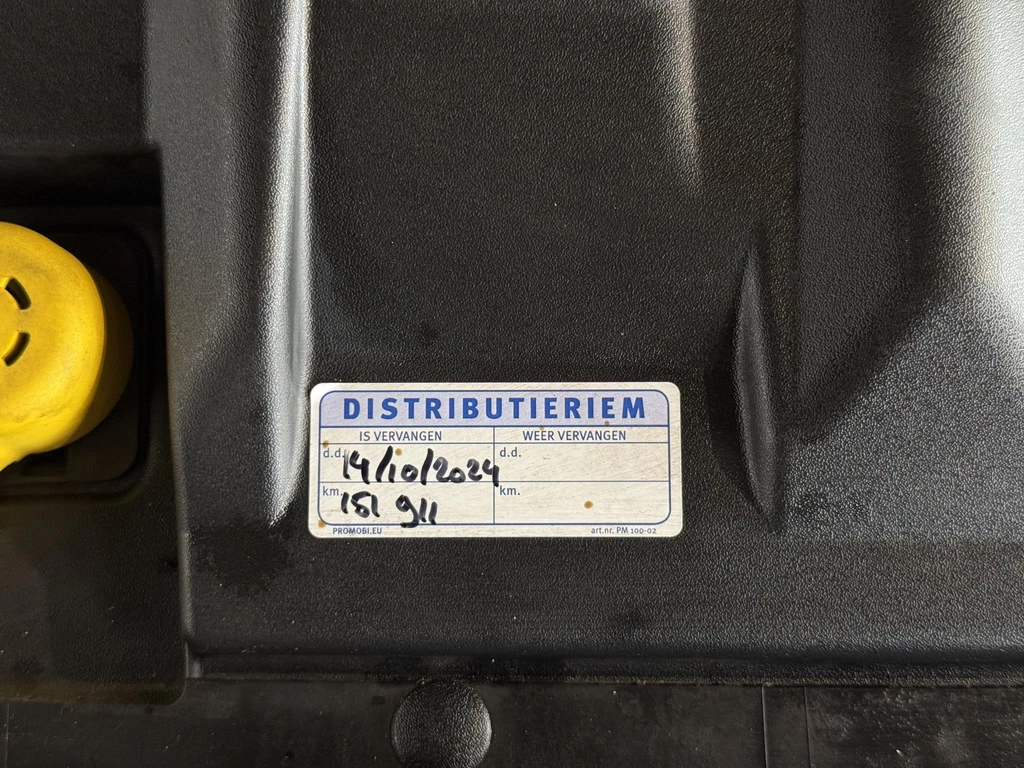 DISTRIBUTIERIEM
IS VERVANGEN WEER VERVANGEN
d.d. 14/10/2024 d.d.
km. 151 911 km.
PROMOBI.EU art.nr. PM 100-02